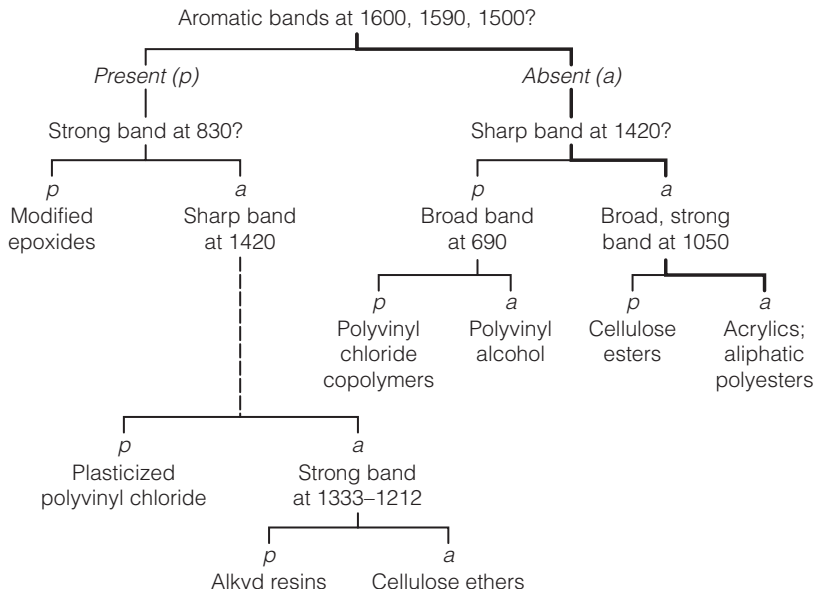 Aromatic bands at 1600, 1590, 1500?
Present (p)
Absent (a)
Strong band at 830?
Sharp band at 1420?
p
a
p
a
Modified
epoxides
Sharp band
at 1420
Broad band
at 690
Broad, strong
band at 1050
p
a
p
a
Polyvinyl
chloride
copolymers
Polyvinyl
alcohol
Cellulose
esters
Acrylics;
aliphatic
polyesters
p
a
Plasticized
polyvinyl chloride
Strong band
at 1333–1212
p
a
Alkyd resins
Cellulose ethers